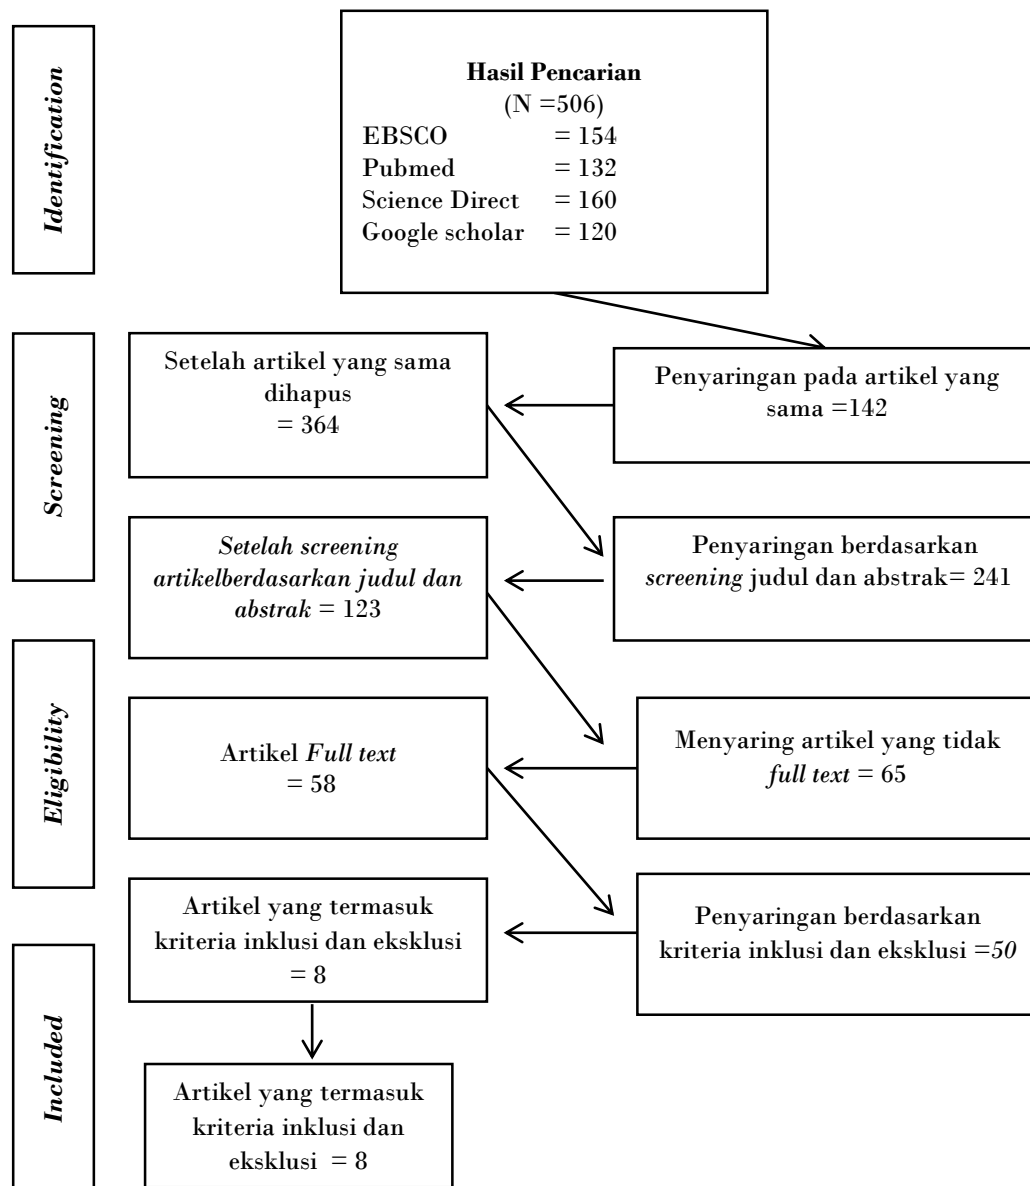 Identification
Hasil Pencarian
(N =506)
EBSCO = 154
Pubmed = 132
Science Direct = 160
Google scholar = 120
Screening
Setelah artikel yang sama
dihapus
= 364
Penyaringan pada artikel yang
sama =142
Setelah screening
artikelberdasarkan judul dan
abstrak = 123
Penyaringan berdasarkan
screening judul dan abstrak= 241
Eligibility
Artikel Full text
= 58
Menyaring artikel yang tidak
full text = 65
Artikel yang termasuk
kriteria inklusi dan eksklusi
= 8
Penyaringan berdasarkan
kriteria inklusi dan eksklusi =50
Included
Artikel yang termasuk
kriteria inklusi dan
eksklusi = 8